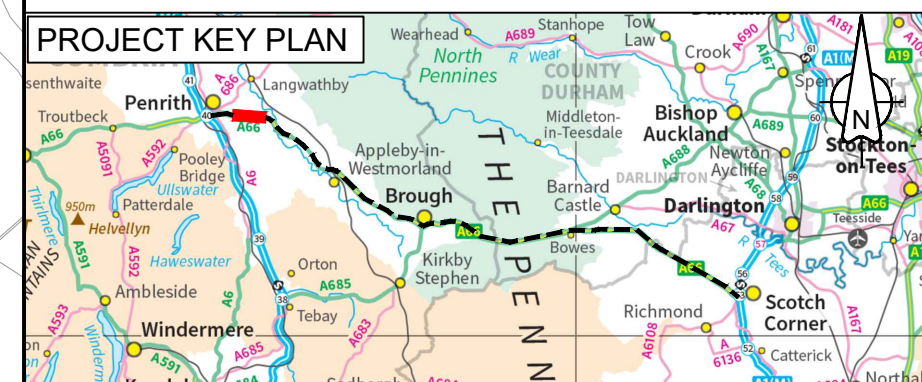 PROJECT KEY PLAN
Wearhead
A689
Stanhope
Tow
Law
A690
A181
61
A1(M)
A19
A167
Crook
North
Pennines
R Wear
COUNTY
DURHAM
41
A
686
Langwathby
senthwaite
Penrith
Troutbeck
40
A66
A66
A5091
A592
Pooley
Bridge
Ullswater
A6
Appleby-in-
Westmorland
Middleton-
in-Teesdale
Bishop
Auckland
A689
60
N
Stockton-
on-Tees
A688
Newton
Aycliffe
DARLINGTON
A68
59
Thirlmere
950m
Helvellyn
Patterdale
Brough
Barnard
Castle
Darlington
58
A66
Teesside
A67
57
R
Tees
THE
PENN
A591
A592
Haweswater
39
A66
Bowes
Kirkby
Stephen
A66
56
Orton
A685
38
Tebay
Ambleside
A593
A6
Windermere
A591
A685
A683
Richmond
A6108
Scotch
Corner
A167
A
6136
52
Catterick
A1(M)